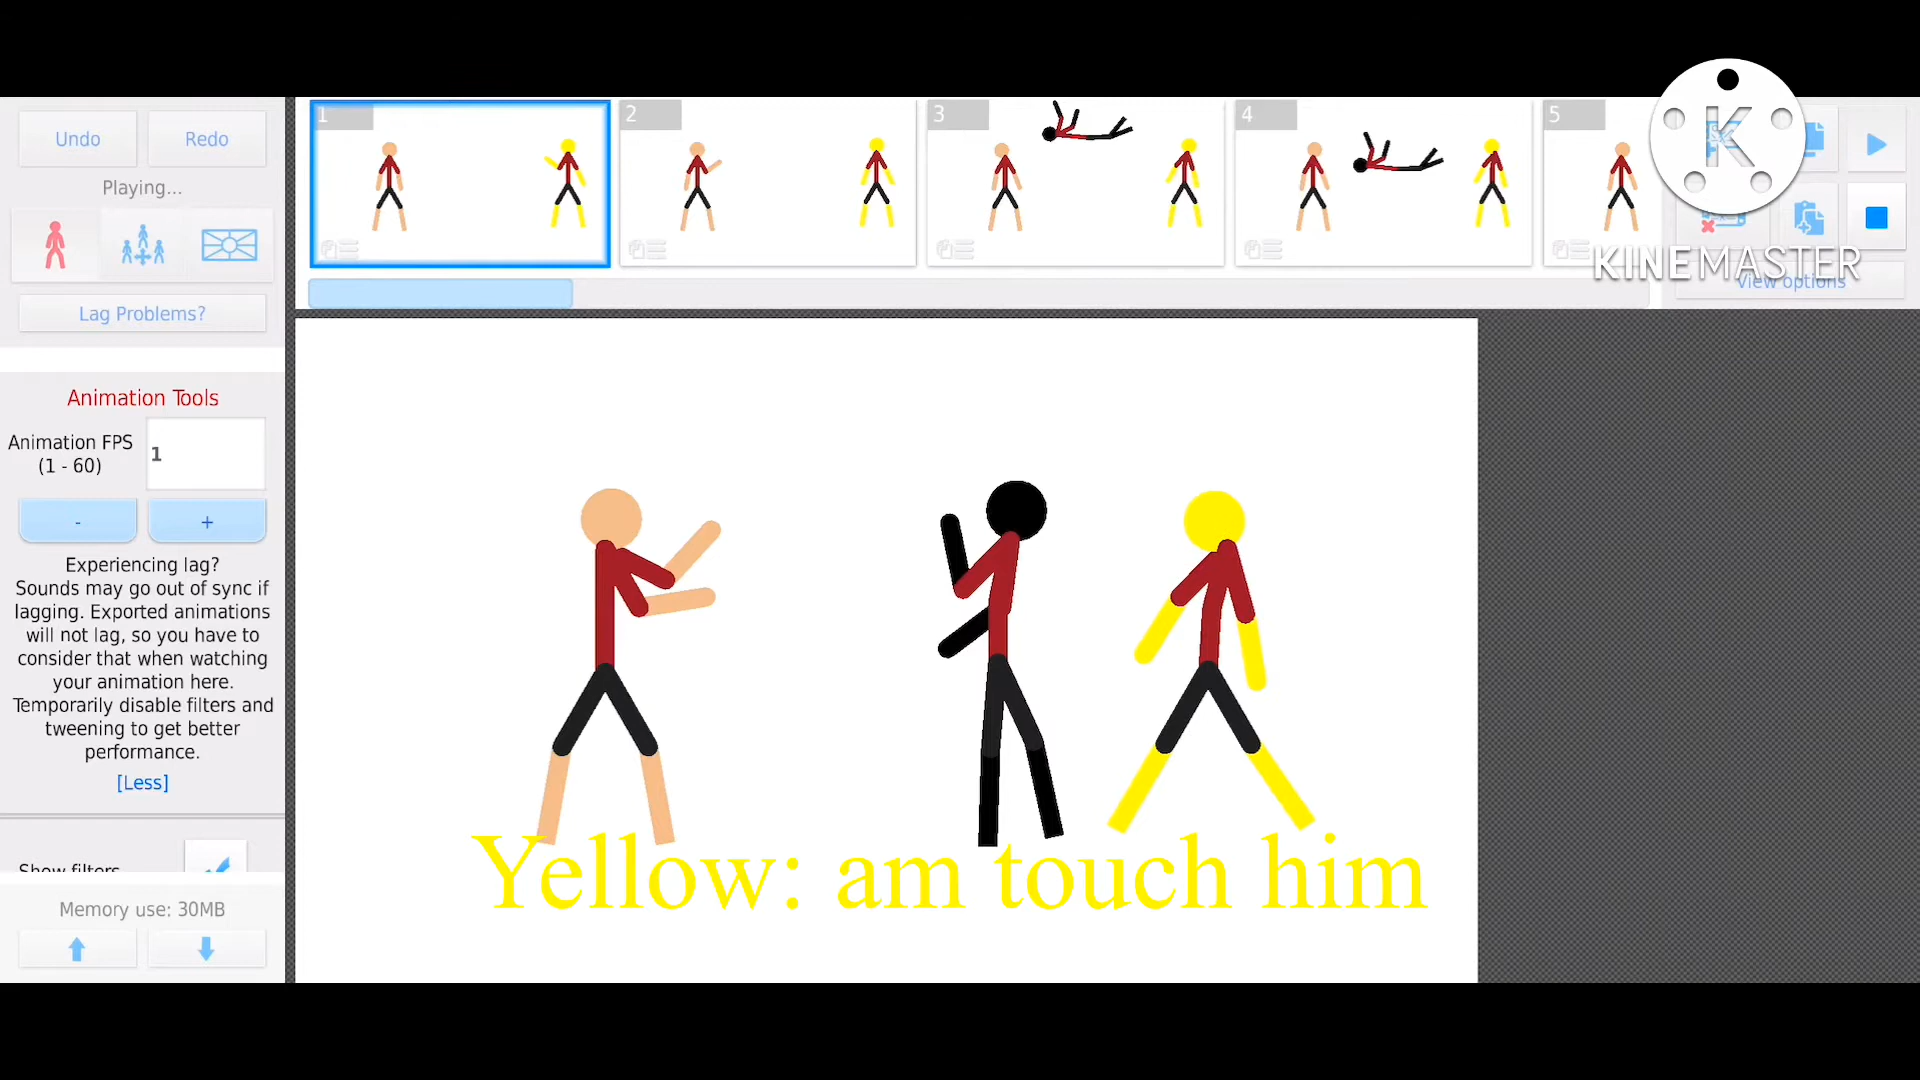 Undo
Redo
Playing...
Lag Problems?
Animation Tools
Animation FPS
(1 - 60)
1
-
+
Experiencing lag?
Sounds may go out of sync if
lagging. Exported animations
will not lag, so you have to
consider that when watching
your animation here.
Temporarily disable filters and
tweening to get better
performance.
[Less]
Show filters
Memory use: 30MB
1
2
3
4
5
K
KINEMASTER
View options
Yellow: am touch him